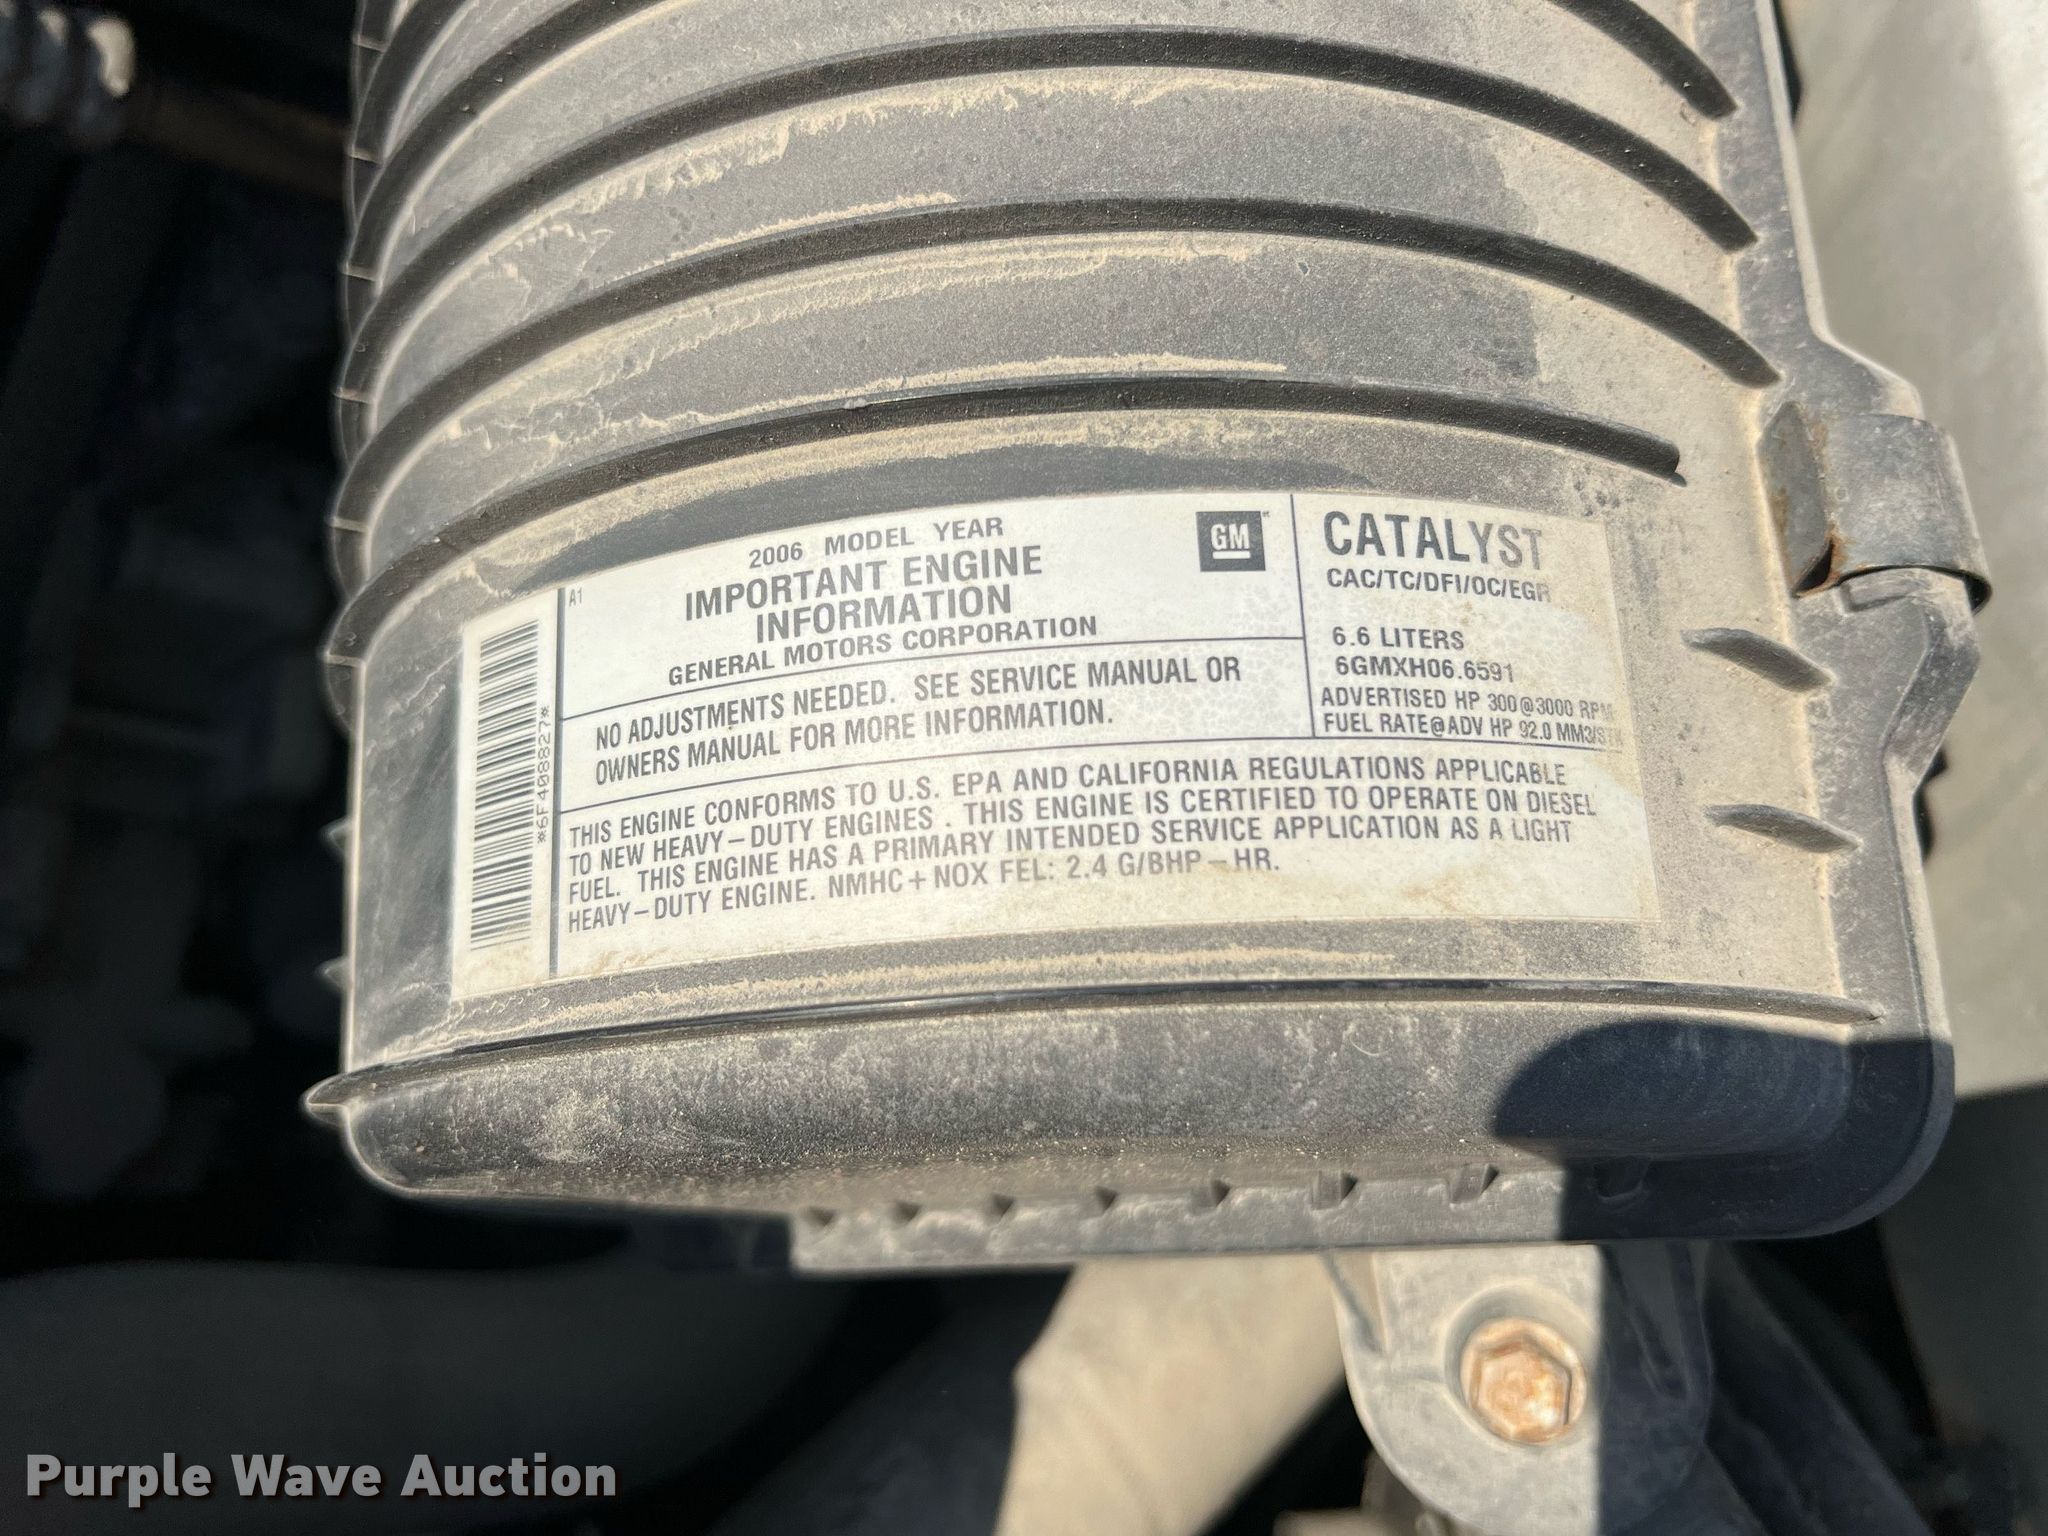 A1
2006 MODEL YEAR
IMPORTANT ENGINE
INFORMATION
GENERAL MOTORS CORPORATION
GM
NO ADJUSTMENTS NEEDED. SEE SERVICE MANUAL OR
OWNERS MANUAL FOR MORE INFORMATION.
CATALYST
CAC/TC/DFI/OC/EGR
6.6 LITERS
6GMXH06.6591
ADVERTISED HP 300@3000 RPM
FUEL RATE@ADV HP 92.0 MM3/STK
THIS ENGINE CONFORMS TO U.S. EPA AND CALIFORNIA REGULATIONS APPLICABLE
TO NEW HEAVY-DUTY ENGINES. THIS ENGINE IS CERTIFIED TO OPERATE ON DIESEL
FUEL. THIS ENGINE HAS A PRIMARY INTENDED SERVICE APPLICATION AS A LIGHT
HEAVY-DUTY ENGINE. NMHC+NOX FEL: 2.4 G/BHP-HR.
*6F408827*
Purple Wave Auction